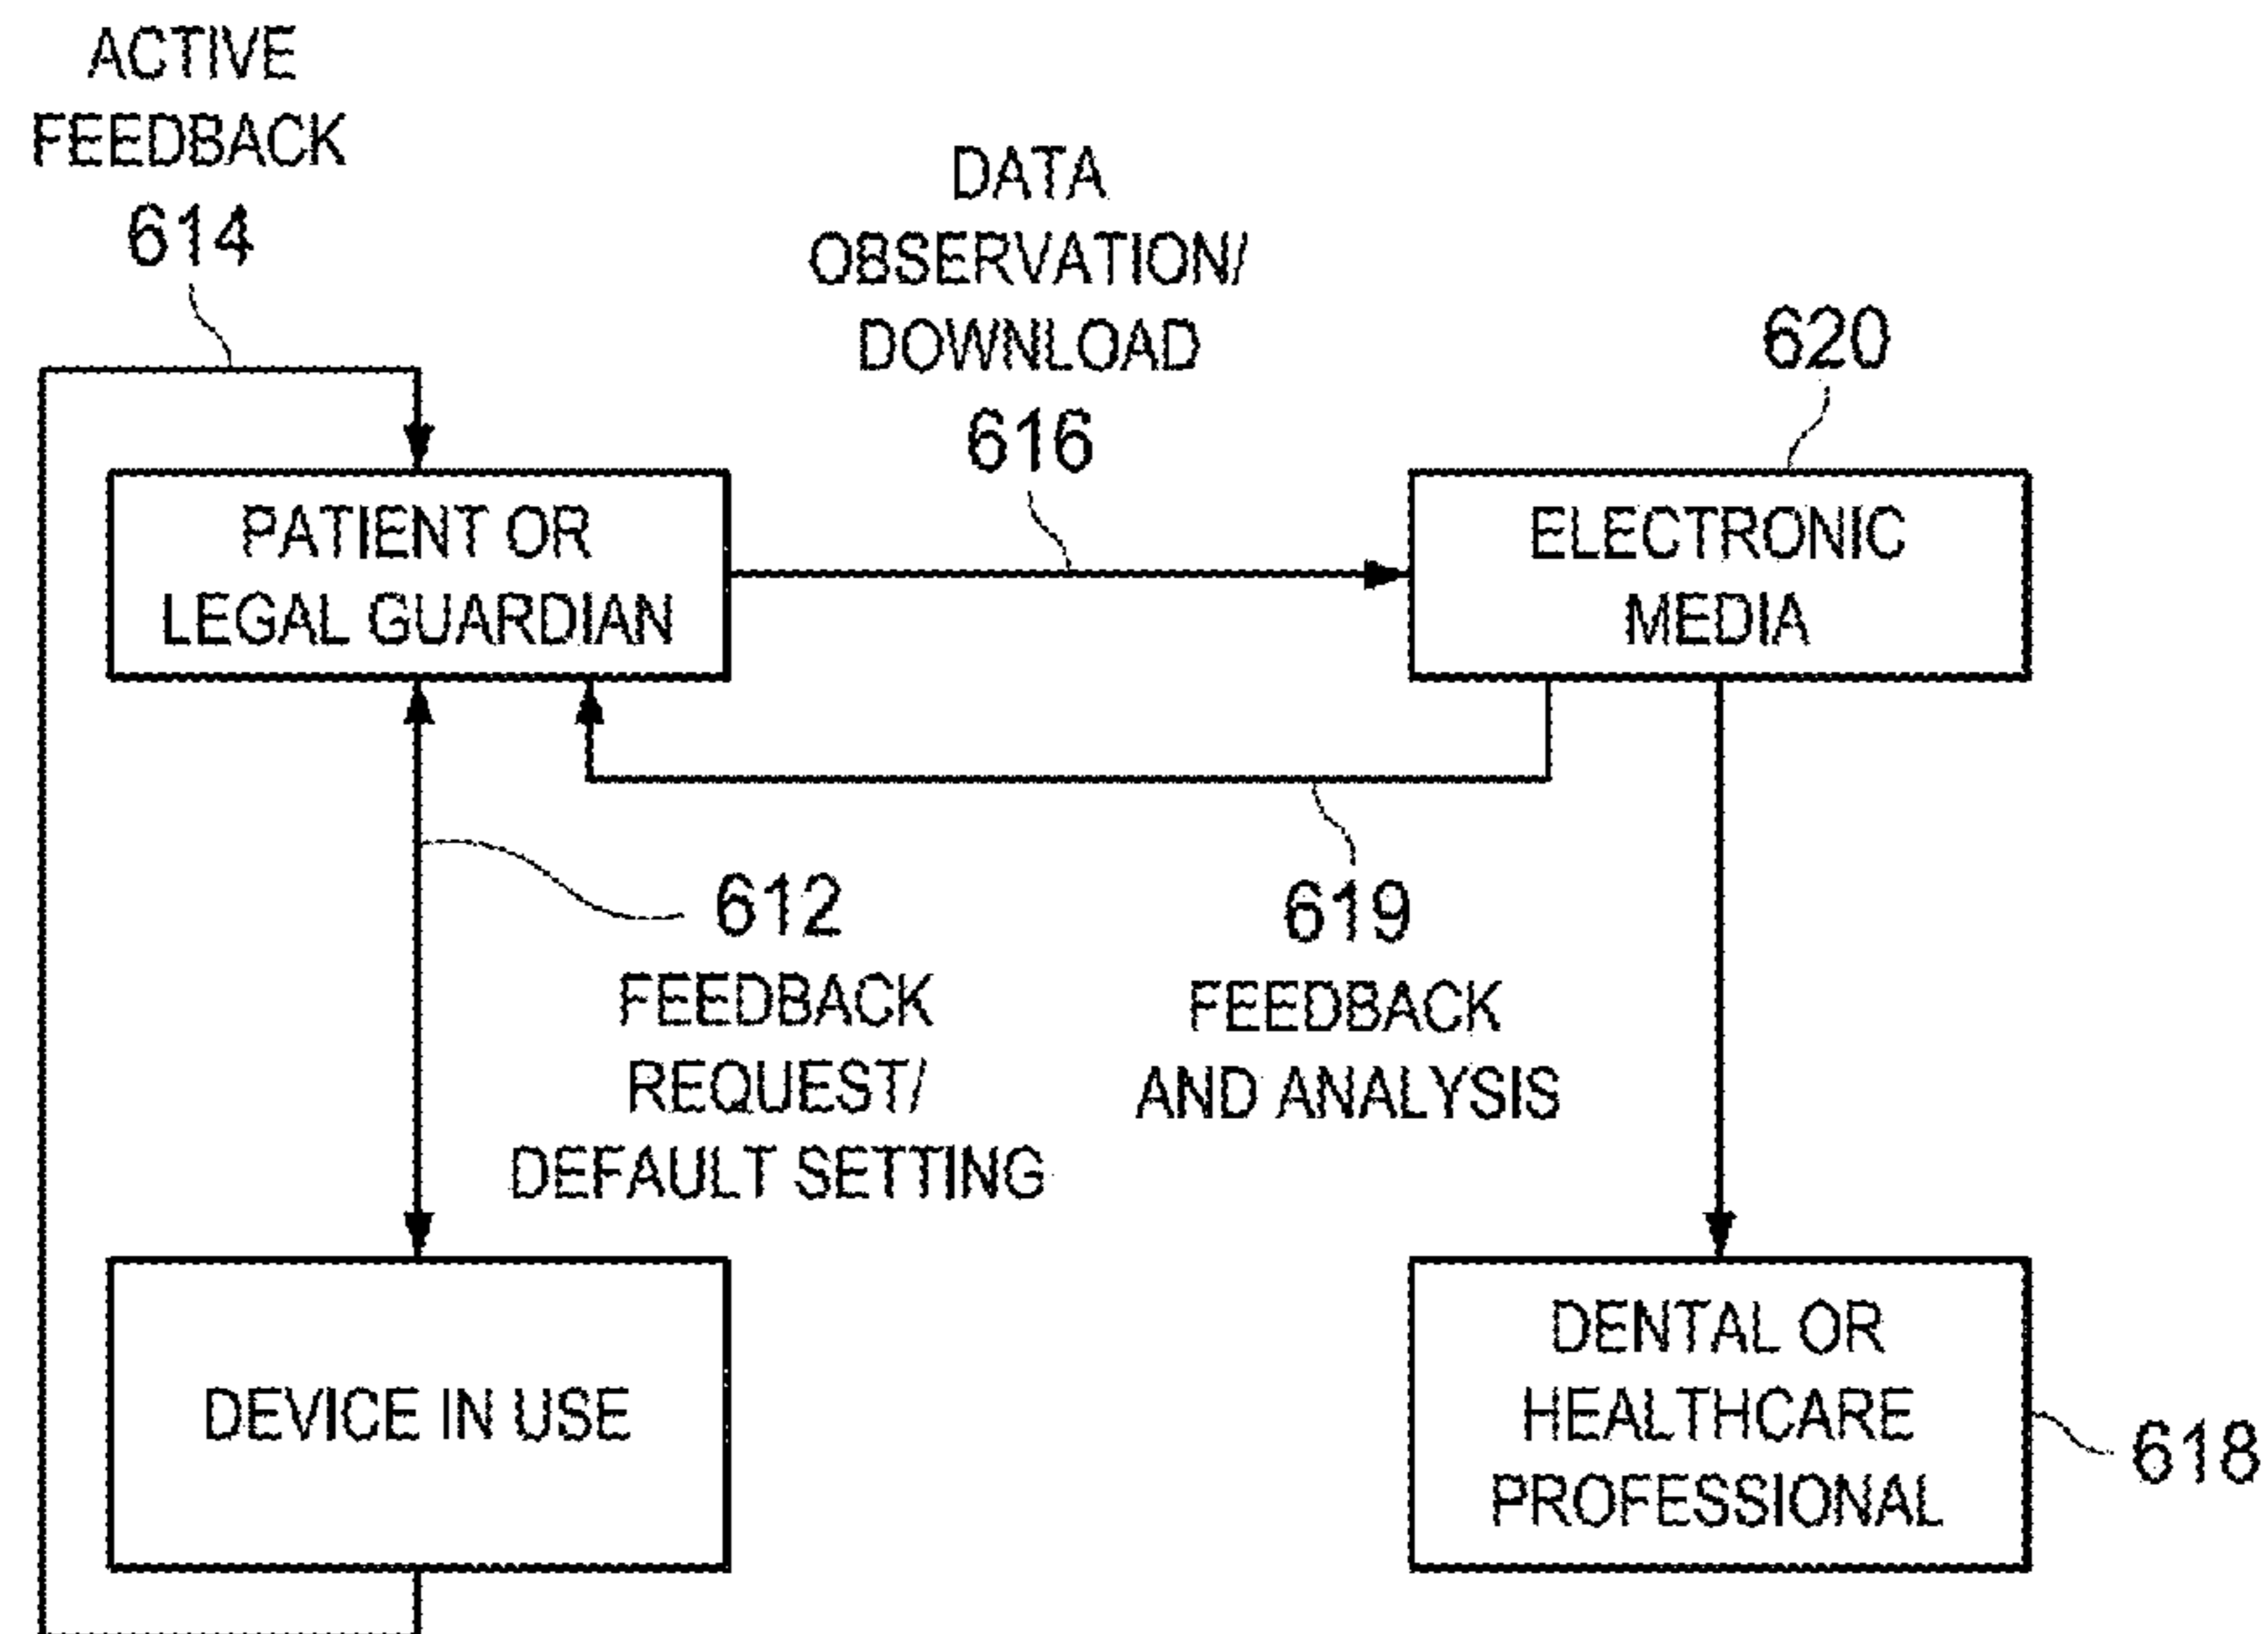 ACTIVE
FEEDBACK
614
DATA
OBSERVATION/
DOWNLOAD
616
620
PATIENT OR
LEGAL GUARDIAN
ELECTRONIC
MEDIA
612
FEEDBACK
REQUEST/
DEFAULT SETTING
619
FEEDBACK
AND ANALYSIS
DEVICE IN USE
DENTAL OR
HEALTHCARE
PROFESSIONAL
618